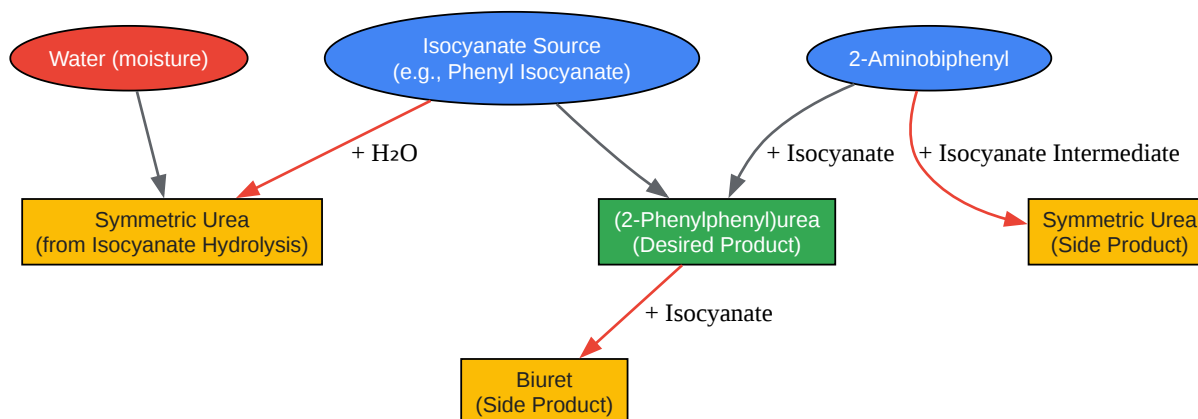 Water (moisture)
Isocyanate Source
(e.g., Phenyl Isocyanate)
2-Aminobiphenyl
+ H₂O
+ Isocyanate
+ Isocyanate Intermediate
Symmetric Urea
(from Isocyanate Hydrolysis)
(2-Phenylphenyl)urea
(Desired Product)
Symmetric Urea
(Side Product)
+ Isocyanate
Biuret
(Side Product)